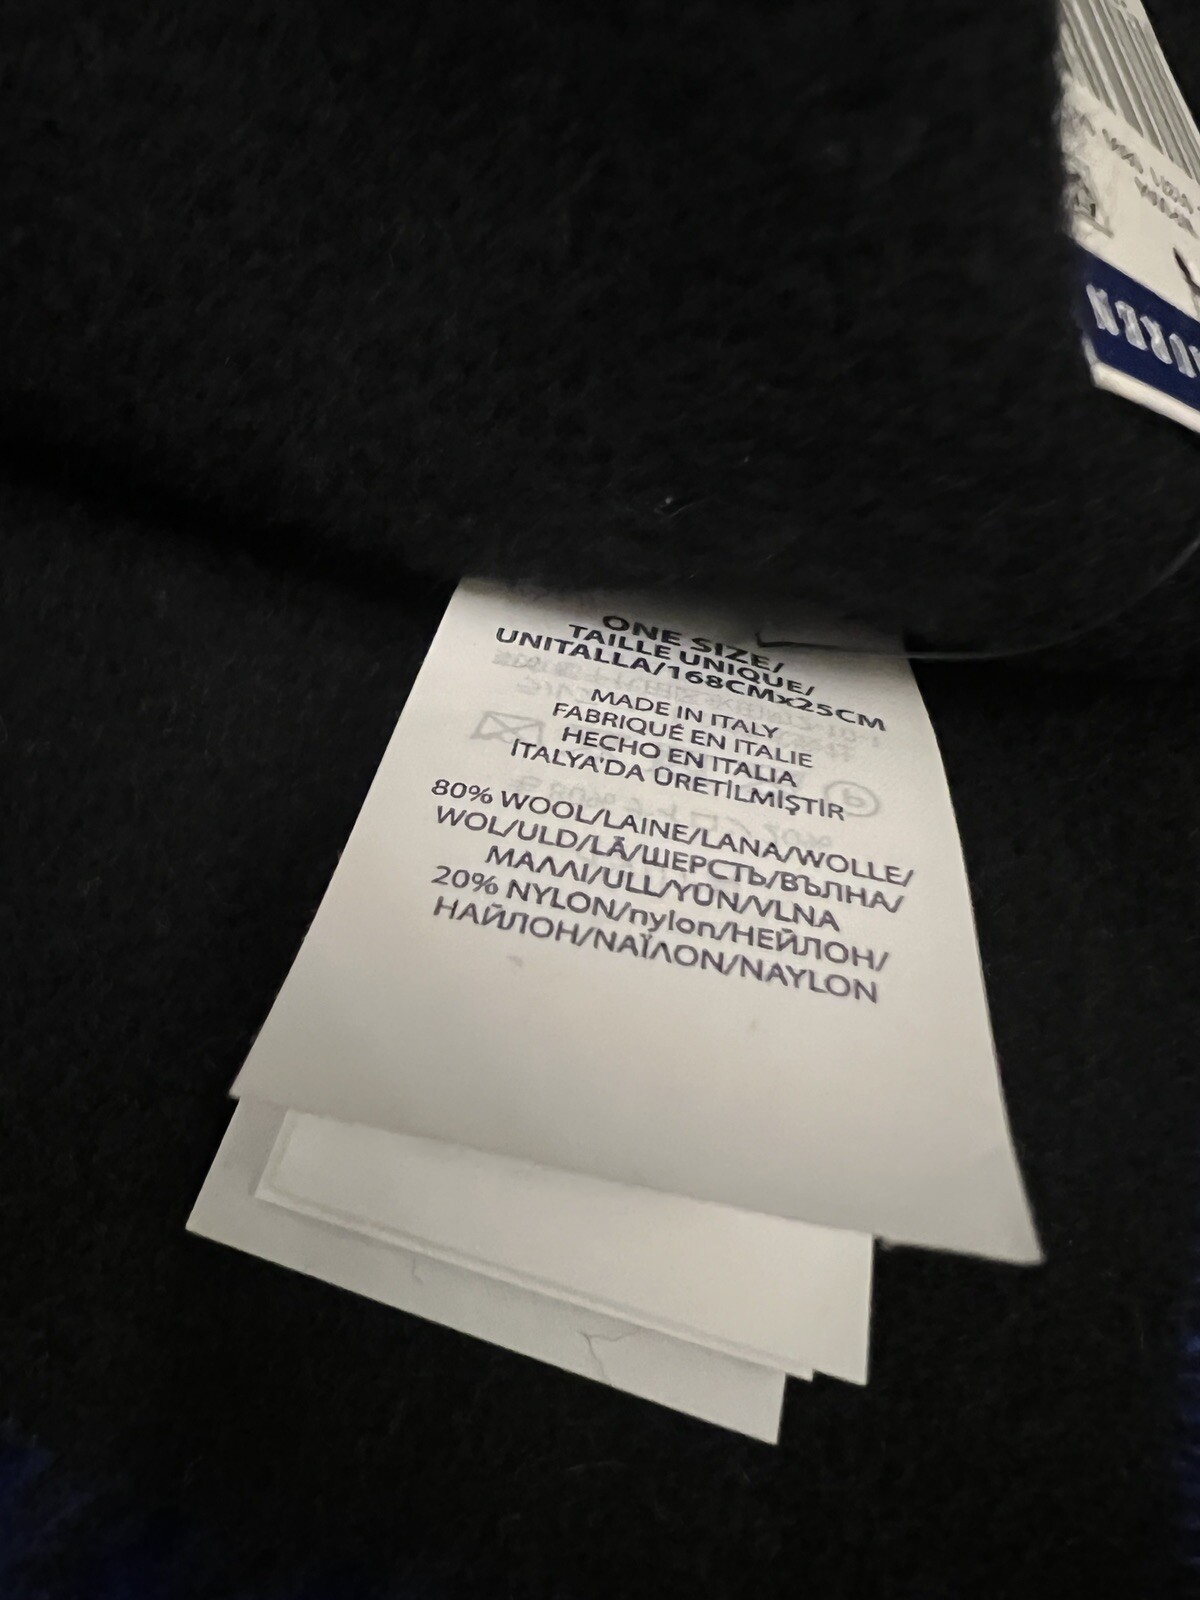 OREN
ONE SIZE/
TAILLE UNIQUE/
UNITALLA/168CMx25CM
MADE IN ITALY
FABRIQUÉ EN ITALIE
HECHO EN ITALIA
İTALYA'DA ÜRETİLMİŞTİR
80% WOOL/LAINE/LANA/WOLLE/
WOL/ULD/LÃ/ШЕРСТЬ/ВЪЛНА/
ΜΑΛΛΙ/ULL/YÜN/VLNA
20% NYLON/nylon/НЕЙЛОН/
НАЙЛОН/ΝΑΪΛΟΝ/NAYLON